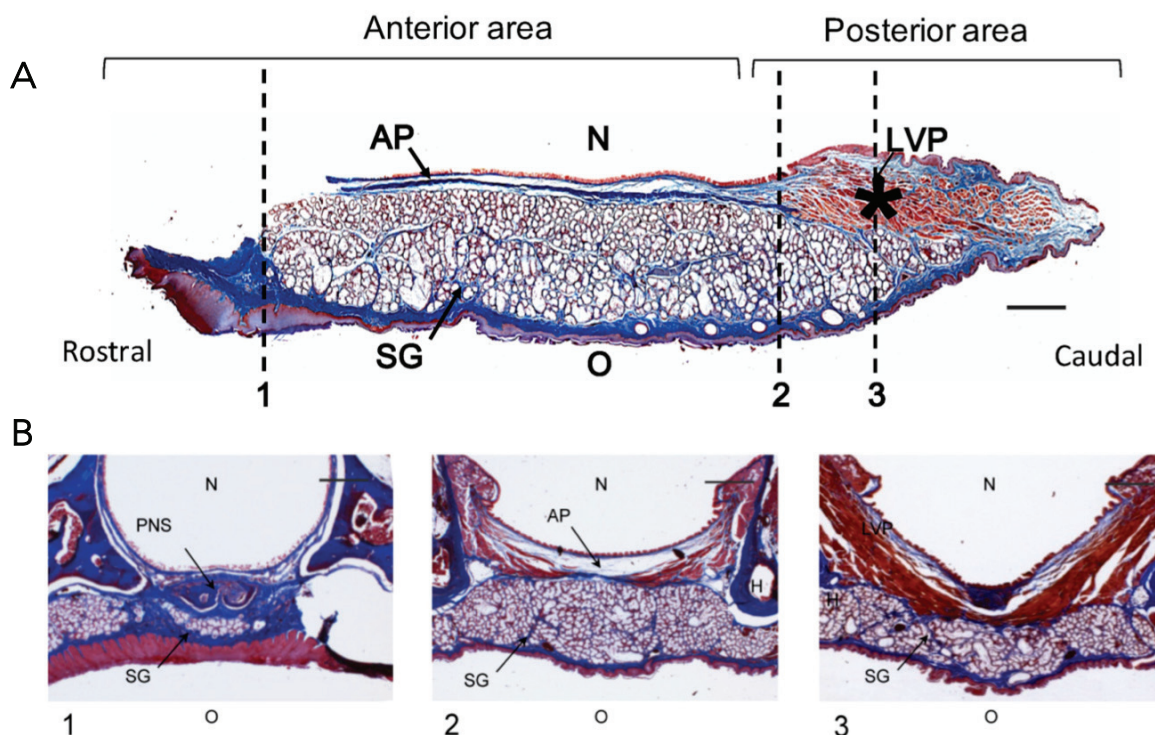 Anterior area
Posterior area
A
AP
N
LVP
*
SG
O
Rostral
Caudal
1
2
3
B
N
PNS
SG
1
O
N
AP
H
SG
2
O
N
LVP
H
SG
3
O